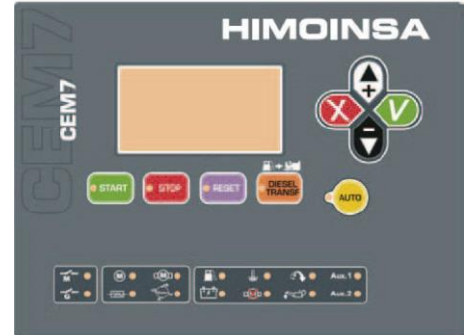 HIMOINSA
CEM7
CEM7
+
X
V
-
START
STOP
RESET
DIESEL
TRANSF
AUTO
M
M
G
Aux.1
G
Aux.2